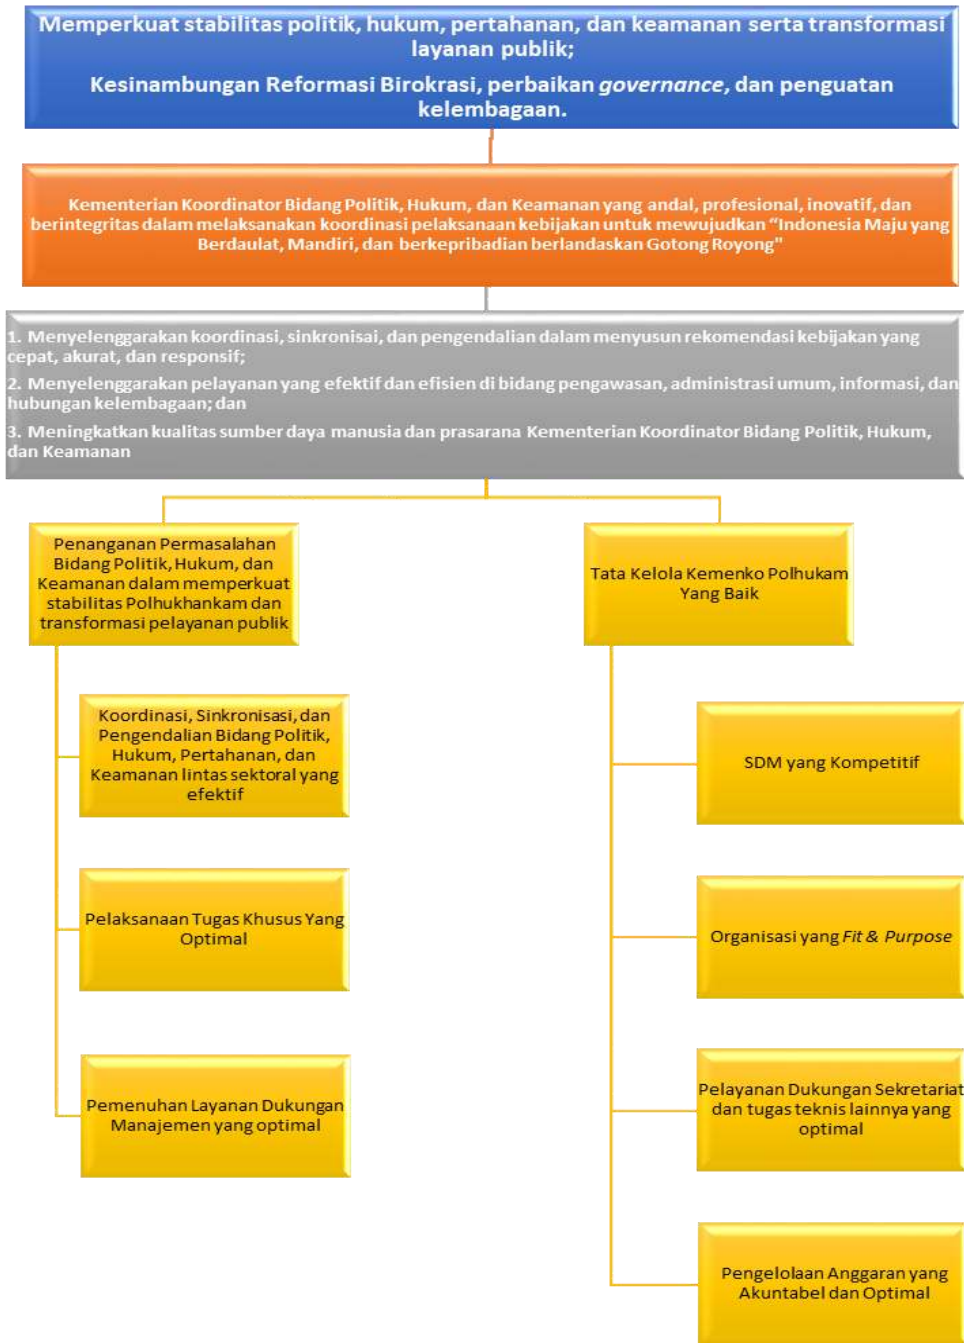 Memperkuat stabilitas politik, hukum, pertahanan, dan keamanan serta transformasi
layanan publik;
Kesinambungan Reformasi Birokrasi, perbaikan governance, dan penguatan
kelembagaan.
Kementerian Koordinator Bidang Politik, Hukum, dan Keamanan yang andal, profesional, inovatif, dan
berintegritas dalam melaksanakan koordinasi pelaksanaan kebijakan untuk mewujudkan “Indonesia Maju yang
Berdaulat, Mandiri, dan berkepribadian berlandaskan Gotong Royong"
1. Menyelenggarakan koordinasi, sinkronisai, dan pengendalian dalam menyusun rekomendasi kebijakan yang
cepat, akurat, dan responsif;
2. Menyelenggarakan pelayanan yang efektif dan efisien di bidang pengawasan, administrasi umum, informasi, dan
hubungan kelembagaan; dan
3. Meningkatkan kualitas sumber daya manusia dan prasarana Kementerian Koordinator Bidang Politik, Hukum,
dan Keamanan
Penanganan Permasalahan
Bidang Politik, Hukum, dan
Keamanan dalam memperkuat
stabilitas Polhukhankam dan
transformasi pelayanan publik
Koordinasi, Sinkronisasi, dan
Pengendalian Bidang Politik,
Hukum, Pertahanan, dan
Keamanan lintas sektoral yang
efektif
Pelaksanaan Tugas Khusus Yang
Optimal
Pemenuhan Layanan Dukungan
Manajemen yang optimal
Tata Kelola Kemenko Polhukam
Yang Baik
SDM yang Kompetitif
Organisasi yang Fit & Purpose
Pelayanan Dukungan Sekretariat
dan tugas teknis lainnya yang
optimal
Pengelolaan Anggaran yang
Akuntabel dan Optimal